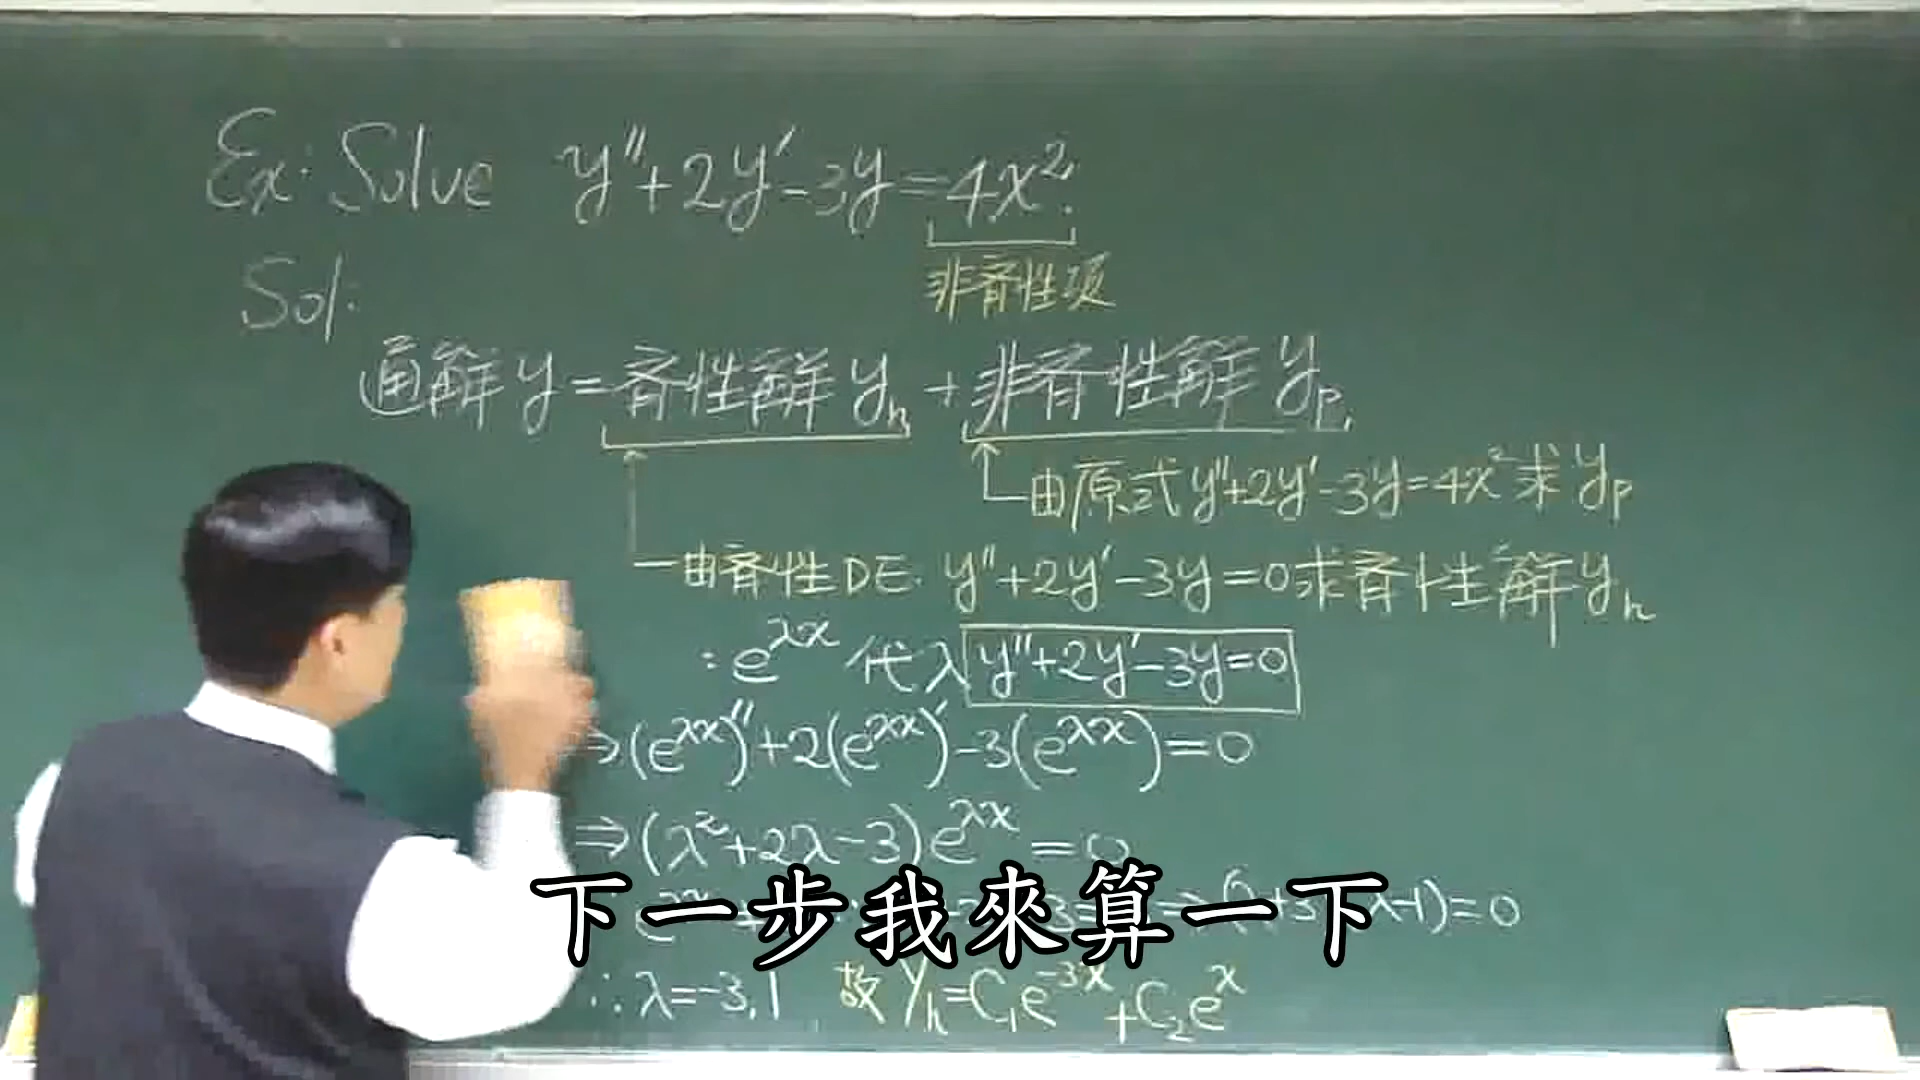 Ex: Solve y''+2y'-3y=4x².
非齊性項
Sol:
通解 y=齊性解 yₕ+非齊性解 yₚ.
由原式 y''+2y'-3y=4x² 求 yₚ
由齊性DE. y''+2y'-3y=0求齊性解yₕ
:e^{λx} 代入 y''+2y'-3y=0
⇒(e^{λx})''+2(e^{λx})'-3(e^{λx})=0
⇒(λ²+2λ-3)e^{λx}=0
λ-1)=0
下一步我來算一下
∴λ=-3,1 故 yₕ=C₁e^{-3x}+C₂e^{x}